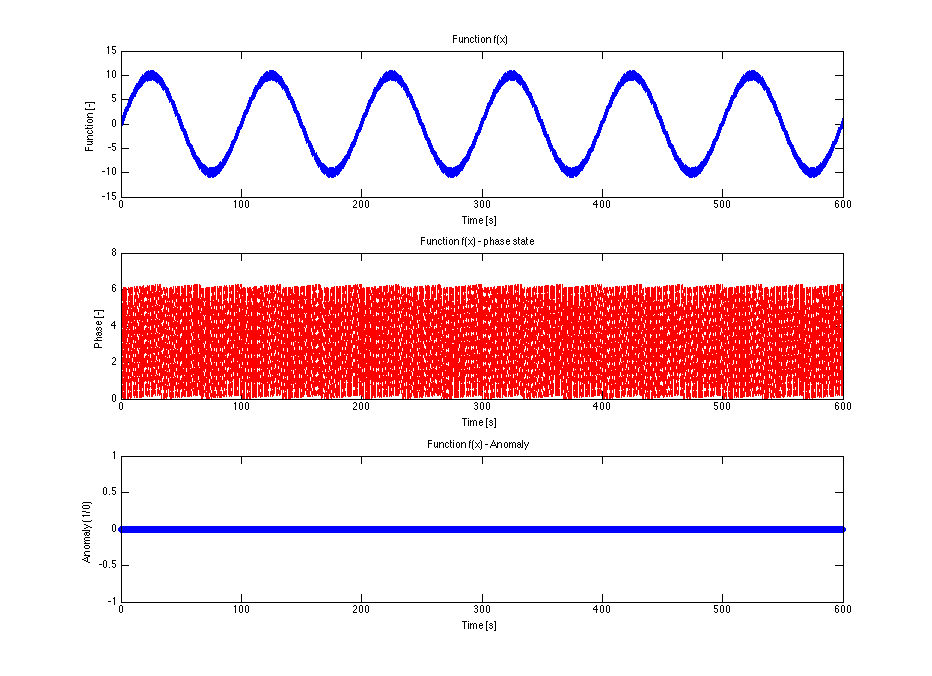 Function f(x)
15
10
5
0
-5
-10
-15
Function [-]
0 100 200 300 400 500 600
Time [s]
Function f(x) - phase state
8
6
4
2
0
Phase [-]
0 100 200 300 400 500 600
Time [s]
Function f(x) - Anomaly
1
0.5
0
-0.5
-1
Anomaly (1/0)
0 100 200 300 400 500 600
Time [s]